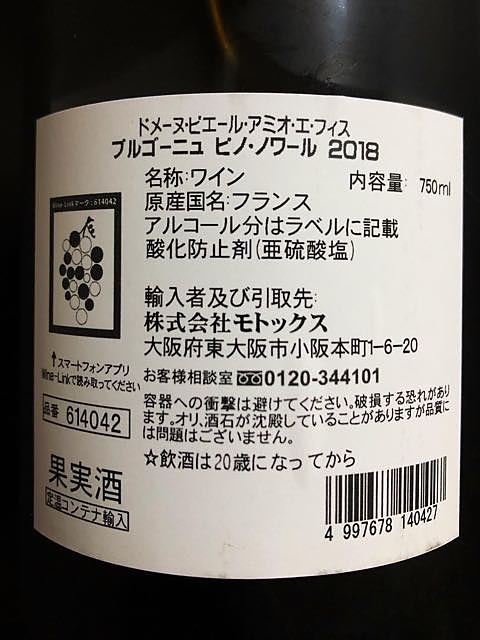 ドメーヌ・ピエール・アミオ・エ・フィス
ブルゴーニュ ピノ・ノワール 2018
名称:ワイン 内容量: 750ml
原産国名:フランス
アルコール分はラベルに記載
酸化防止剤(亜硫酸塩)
Wine-Linkマーク:614042
輸入者及び引取先:
株式会社モトックス
大阪府東大阪市小阪本町1-6-20
↑スマートフォンアプリ
Wine-Linkで読み取ってください
お客様相談室 0120-344101
品番 614042
容器への衝撃は避けてください。破損する恐れがあり
ます。オリ、酒石が沈殿していることがありますが品質に
は問題はございません。
☆飲酒は20歳になってから
果実酒
定温コンテナ輸入
4 997678 140427